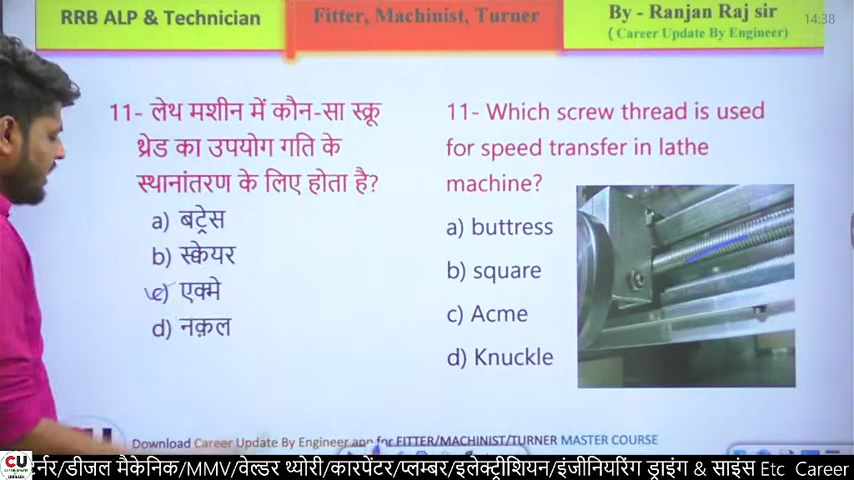 RRB ALP & Technician
Fitter, Machinist, Turner
By - Ranjan Raj sir
( Career Update By Engineer)
14:38
11- लेथ मशीन में कौन-सा स्क्रू
थ्रेड का उपयोग गति के
स्थानांतरण के लिए होता है?
a) बट्रेस
b) स्केयर
c) एक्मे
d) नक़ल
11- Which screw thread is used
for speed transfer in lathe
machine?
a) buttress
b) square
c) Acme
d) Knuckle
Download Career Update By Engineer app for FITTER/MACHINIST/TURNER MASTER COURSE
CU
र्नर/डीजल मैकेनिक/MMV/वेल्डर थ्योरी/कारपेंटर/प्लम्बर/इलेक्ट्रीशियन/इंजीनियरिंग ड्राइंग & साइंस Etc Career